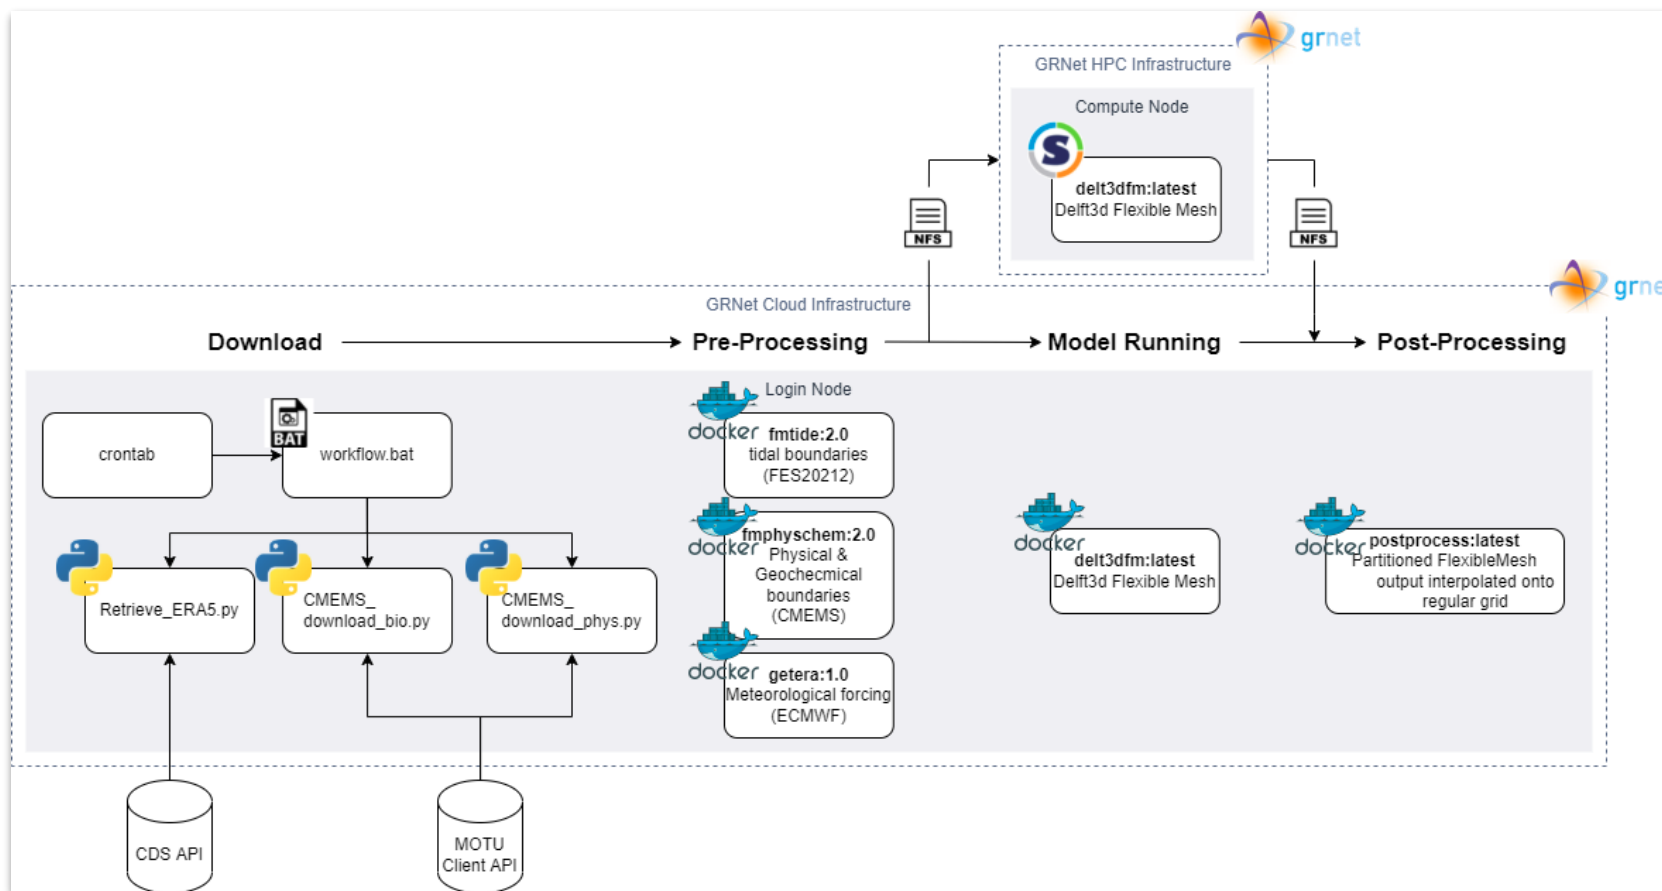 grnet
GRNet HPC Infrastructure
Compute Node
S
delt3dfm:latest
Delft3d Flexible Mesh
NFS
NFS
grne
GRNet Cloud Infrastructure
Download
Pre-Processing
Model Running
Post-Processing
Login Node
crontab
BAT
workflow.bat
docker
fmtide:2.0
tidal boundaries
(FES20212)
Retrieve_ERA5.py
CMEMS_
download_bio.py
CMEMS_
download_phys.py
docker
fmphyschem:2.0
Physical &
Geochecmical
boundaries
(CMEMS)
docker
getera:1.0
Meteorological forcing
(ECMWF)
docker
delt3dfm:latest
Delft3d Flexible Mesh
docker
postprocess:latest
Partitioned FlexibleMesh
output interpolated onto
regular grid
CDS API
MOTU
Client API